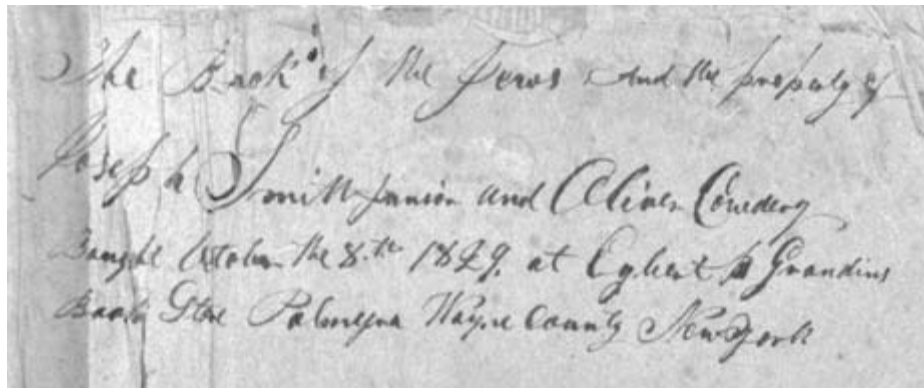 The Book of the Jews and the property of
Joseph Smith Junior and Oliver Cowdery
Bought October the 8th 1829 at Egbert B Grandins
Book Store Palmyra Wayne County New York